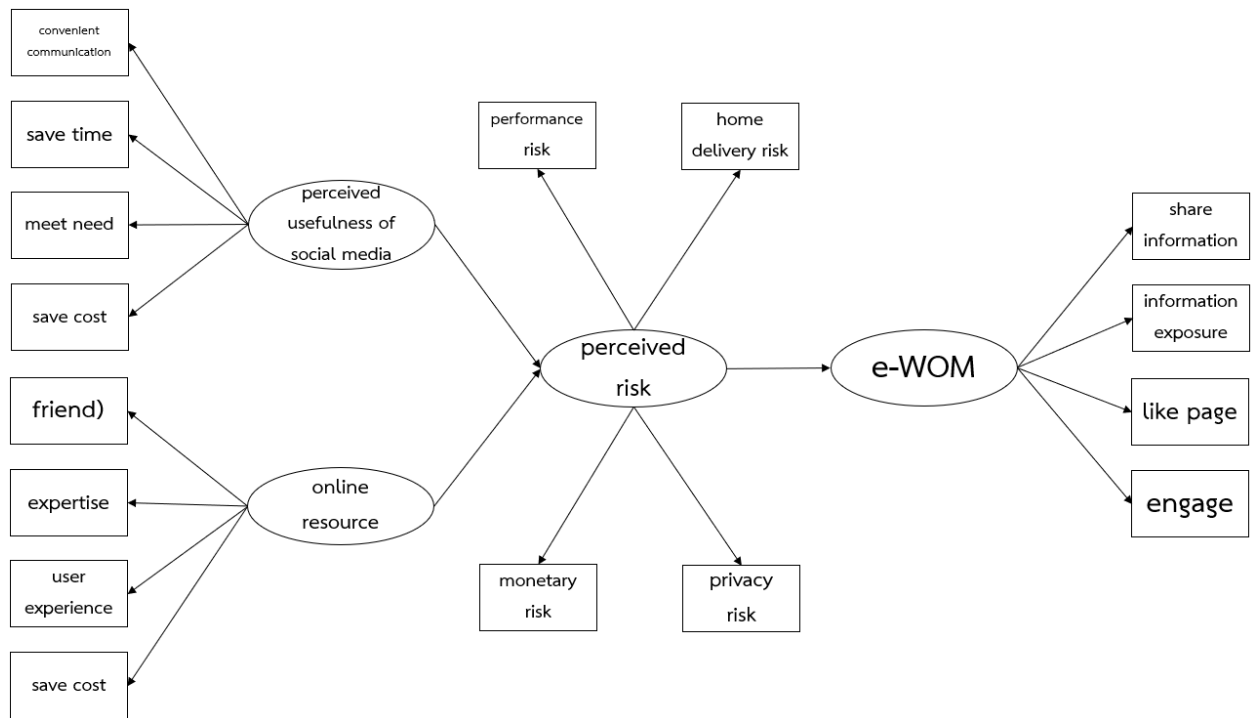 convenient
communication
save time
meet need
save cost
friend)
expertise
user
experience
save cost
perceived
usefulness of
social media
online
resource
performance
risk
home
delivery risk
perceived
risk
monetary
risk
privacy
risk
e-WOM
share
information
information
exposure
like page
engage